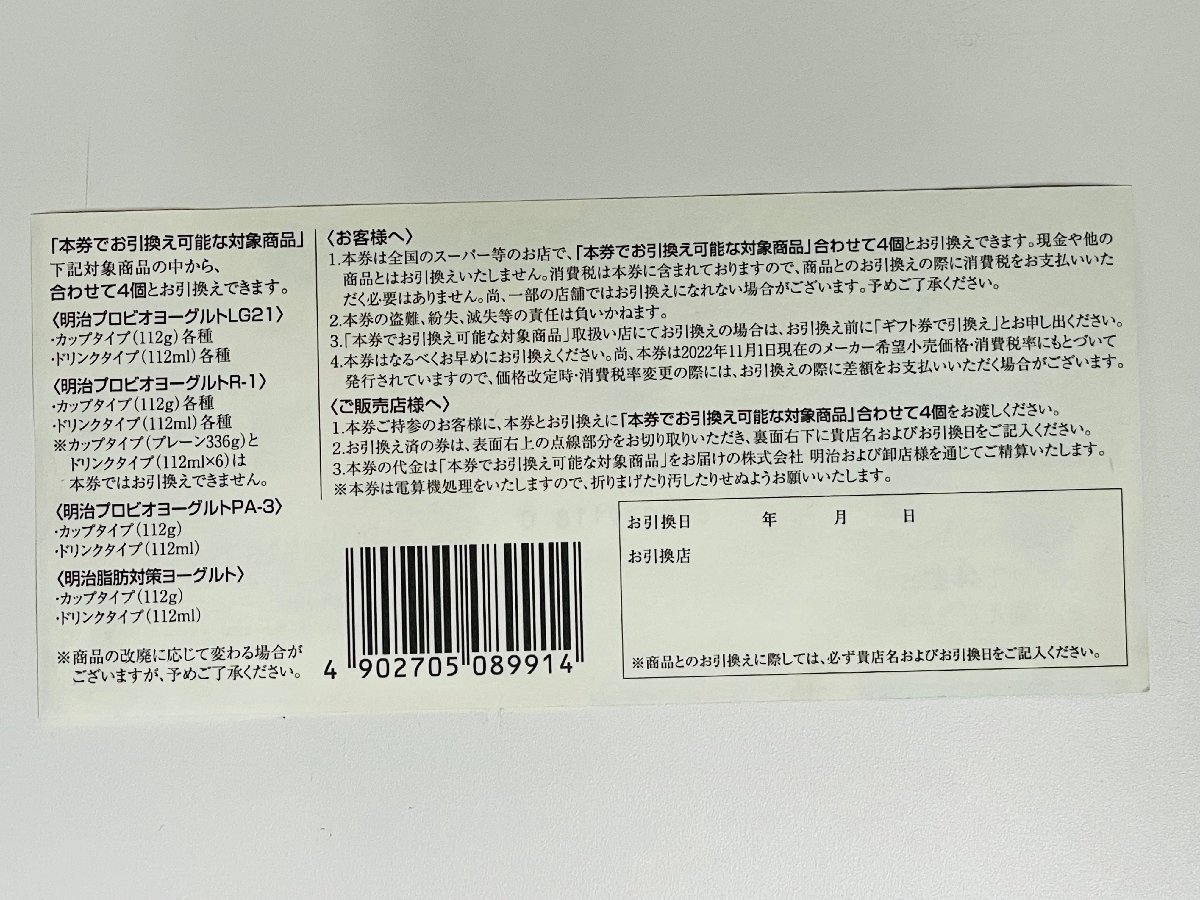 「本券でお引換え可能な対象商品」
下記対象商品の中から、
合わせて4個とお引換えできます。
〈明治プロビオヨーグルトLG21〉
・カップタイプ(112g)各種
・ドリンクタイプ(112ml)各種
〈明治プロビオヨーグルトR-1〉
・カップタイプ(112g)各種
・ドリンクタイプ(112ml)各種
※カップタイプ(プレーン336g)と
ドリンクタイプ(112ml×6)は
本券ではお引換えできません。
〈明治プロビオヨーグルトPA-3〉
・カップタイプ(112g)
・ドリンクタイプ(112ml)
〈明治脂肪対策ヨーグルト〉
・カップタイプ(112g)
・ドリンクタイプ(112ml)
※商品の改廃に応じて変わる場合が
ございますが、予めご了承ください。
〈お客様へ〉
1.本券は全国のスーパー等のお店で、「本券でお引換え可能な対象商品」合わせて4個とお引換えできます。現金や他の
商品とはお引換えいたしません。消費税は本券に含まれておりますので、商品とのお引換えの際に消費税をお支払いいた
だく必要はありません。尚、一部の店舗ではお引換えになれない場合がございます。予めご了承ください。
2.本券の盗難、紛失、滅失等の責任は負いかねます。
3.「本券でお引換え可能な対象商品」取扱い店にてお引換えの場合は、お引換え前に「ギフト券で引換え」とお申し出ください。
4.本券はなるべくお早めにお引換えください。尚、本券は2022年11月1日現在のメーカー希望小売価格・消費税率にもとづいて
発行されていますので、価格改定時・消費税率変更の際には、お引換えの際に差額をお支払いいただく場合がございます。
〈ご販売店様へ〉
1.本券ご持参のお客様に、本券とお引換えに「本券でお引換え可能な対象商品」合わせて4個をお渡しください。
2.お引換え済の券は、表面右上の点線部分をお切り取りいただき、裏面右下に貴店名およびお引換日をご記入ください。
3.本券の代金は「本券でお引換え可能な対象商品」をお届けの株式会社 明治および卸店様を通じてご精算いたします。
※本券は電算機処理をいたしますので、折りまげたり汚したりせぬようお願いいたします。
4 902705 089914
お引換日 年 月 日
お引換店
※商品とのお引換えに際しては、必ず貴店名およびお引換日をご記入ください。